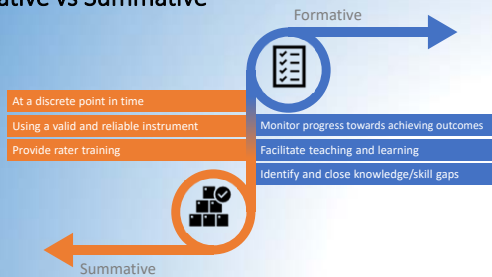 ative vs Summative
Formative
At a discrete point in time
Using a valid and reliable instrument
Provide rater training
Monitor progress towards achieving outcomes
Facilitate teaching and learning
Identify and close knowledge/skill gaps
Summative